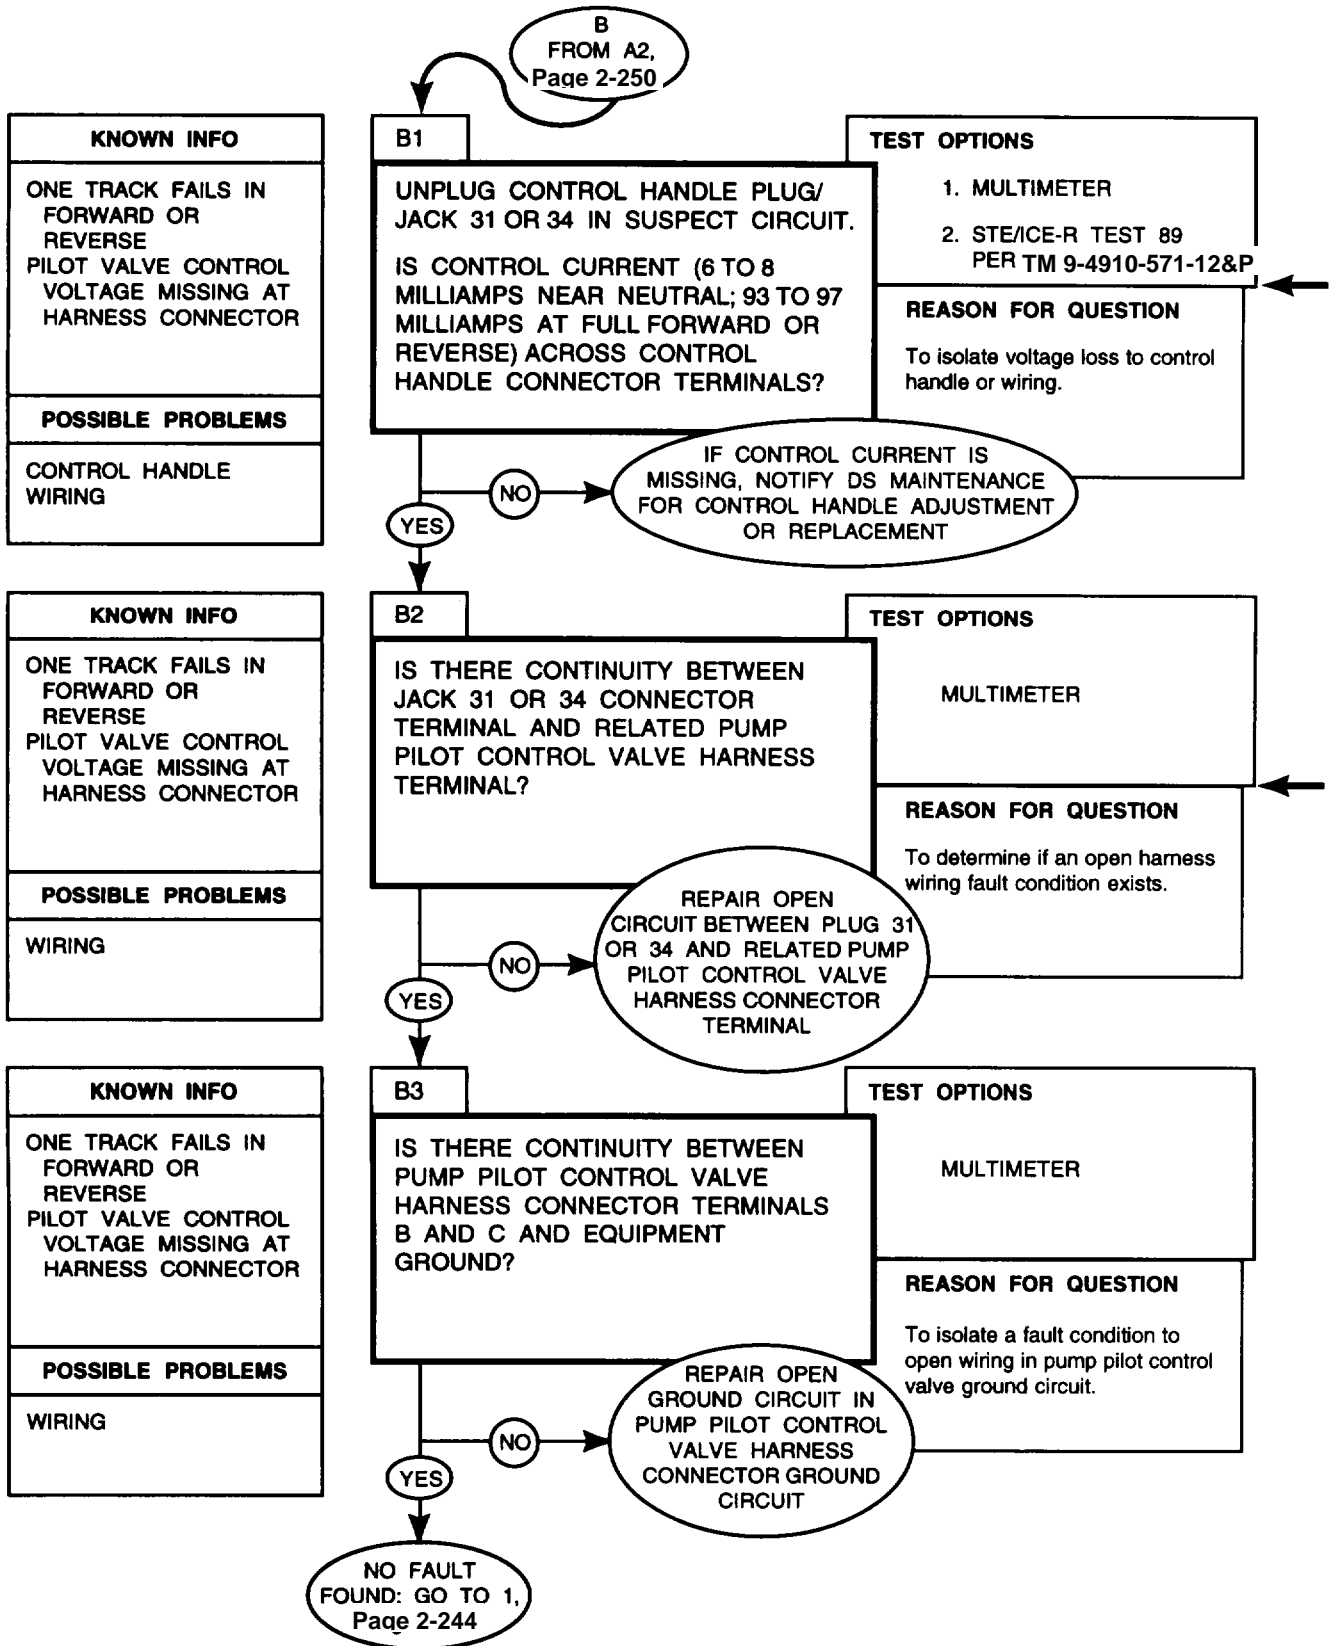 B
FROM A2,
Page 2-250
KNOWN INFO
ONE TRACK FAILS IN
FORWARD OR
REVERSE
PILOT VALVE CONTROL
VOLTAGE MISSING AT
HARNESS CONNECTOR
POSSIBLE PROBLEMS
CONTROL HANDLE
WIRING
B1
UNPLUG CONTROL HANDLE PLUG/
JACK 31 OR 34 IN SUSPECT CIRCUIT.
IS CONTROL CURRENT (6 TO 8
MILLIAMPS NEAR NEUTRAL; 93 TO 97
MILLIAMPS AT FULL FORWARD OR
REVERSE) ACROSS CONTROL
HANDLE CONNECTOR TERMINALS?
TEST OPTIONS
1. MULTIMETER
2. STE/ICE-R TEST 89
PER TM 9-4910-571-12&P
REASON FOR QUESTION
To isolate voltage loss to control
handle or wiring.
NO
IF CONTROL CURRENT IS
MISSING, NOTIFY DS MAINTENANCE
FOR CONTROL HANDLE ADJUSTMENT
OR REPLACEMENT
YES
KNOWN INFO
ONE TRACK FAILS IN
FORWARD OR
REVERSE
PILOT VALVE CONTROL
VOLTAGE MISSING AT
HARNESS CONNECTOR
POSSIBLE PROBLEMS
WIRING
B2
IS THERE CONTINUITY BETWEEN
JACK 31 OR 34 CONNECTOR
TERMINAL AND RELATED PUMP
PILOT CONTROL VALVE HARNESS
TERMINAL?
TEST OPTIONS
MULTIMETER
REASON FOR QUESTION
To determine if an open harness
wiring fault condition exists.
NO
REPAIR OPEN
CIRCUIT BETWEEN PLUG 31
OR 34 AND RELATED PUMP
PILOT CONTROL VALVE
HARNESS CONNECTOR
TERMINAL
YES
KNOWN INFO
ONE TRACK FAILS IN
FORWARD OR
REVERSE
PILOT VALVE CONTROL
VOLTAGE MISSING AT
HARNESS CONNECTOR
POSSIBLE PROBLEMS
WIRING
B3
IS THERE CONTINUITY BETWEEN
PUMP PILOT CONTROL VALVE
HARNESS CONNECTOR TERMINALS
B AND C AND EQUIPMENT
GROUND?
TEST OPTIONS
MULTIMETER
REASON FOR QUESTION
To isolate a fault condition to
open wiring in pump pilot control
valve ground circuit.
NO
REPAIR OPEN
GROUND CIRCUIT IN
PUMP PILOT CONTROL
VALVE HARNESS
CONNECTOR GROUND
CIRCUIT
YES
NO FAULT
FOUND: GO TO 1,
Page 2-244